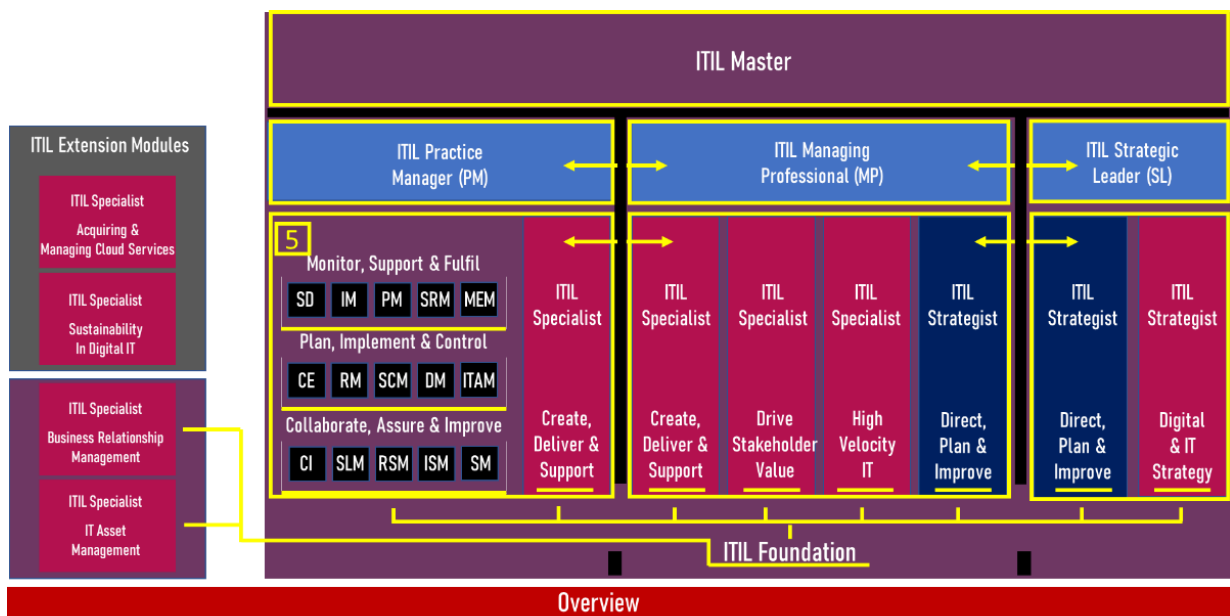 ITIL Master
ITIL Extension Modules
ITIL Specialist
Acquiring &
Managing Cloud Services
ITIL Specialist
Sustainability
In Digital IT
ITIL Specialist
Business Relationship
Management
ITIL Specialist
IT Asset
Management
ITIL Practice
Manager (PM)
ITIL Managing
Professional (MP)
ITIL Strategic
Leader (SL)
5
Monitor, Support & Fulfil
SD IM PM SRM MEM
Plan, Implement & Control
CE RM SCM DM ITAM
Collaborate, Assure & Improve
CI SLM RSM ISM SM
ITIL
Specialist
Create,
Deliver &
Support
ITIL
Specialist
Create,
Deliver &
Support
ITIL
Specialist
Drive
Stakeholder
Value
ITIL
Specialist
High
Velocity
IT
ITIL
Strategist
Direct,
Plan &
Improve
ITIL
Strategist
Direct,
Plan &
Improve
ITIL
Strategist
Digital
& IT
Strategy
ITIL Foundation
Overview